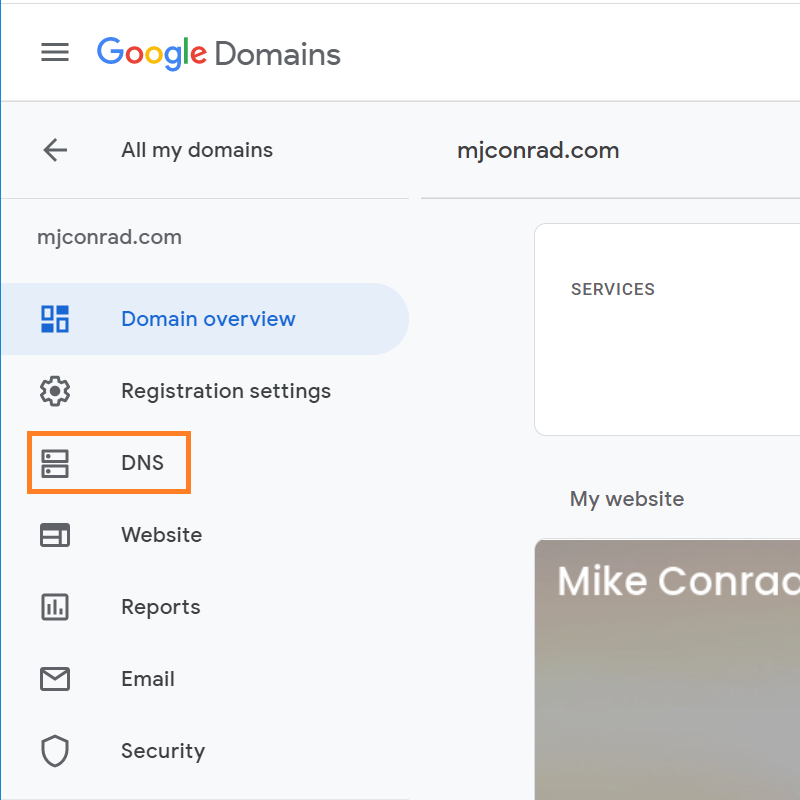 Google Domains
All my domains
mjconrad.com
mjconrad.com
Domain overview
Registration settings
DNS
Website
Reports
Email
Security
SERVICES
My website
Mike Conrad